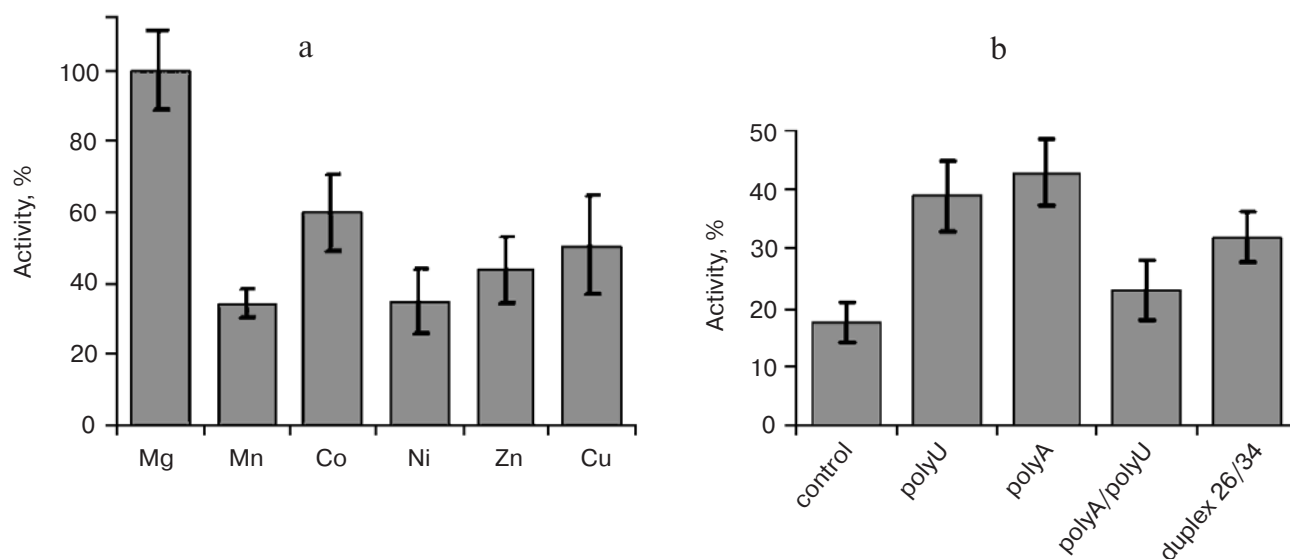 a
Activity, %
100
80
60
40
20
0
Mg Mn Co Ni Zn Cu
b
Activity, %
50
40
30
20
10
0
control polyU polyA polyA/polyU duplex 26/34